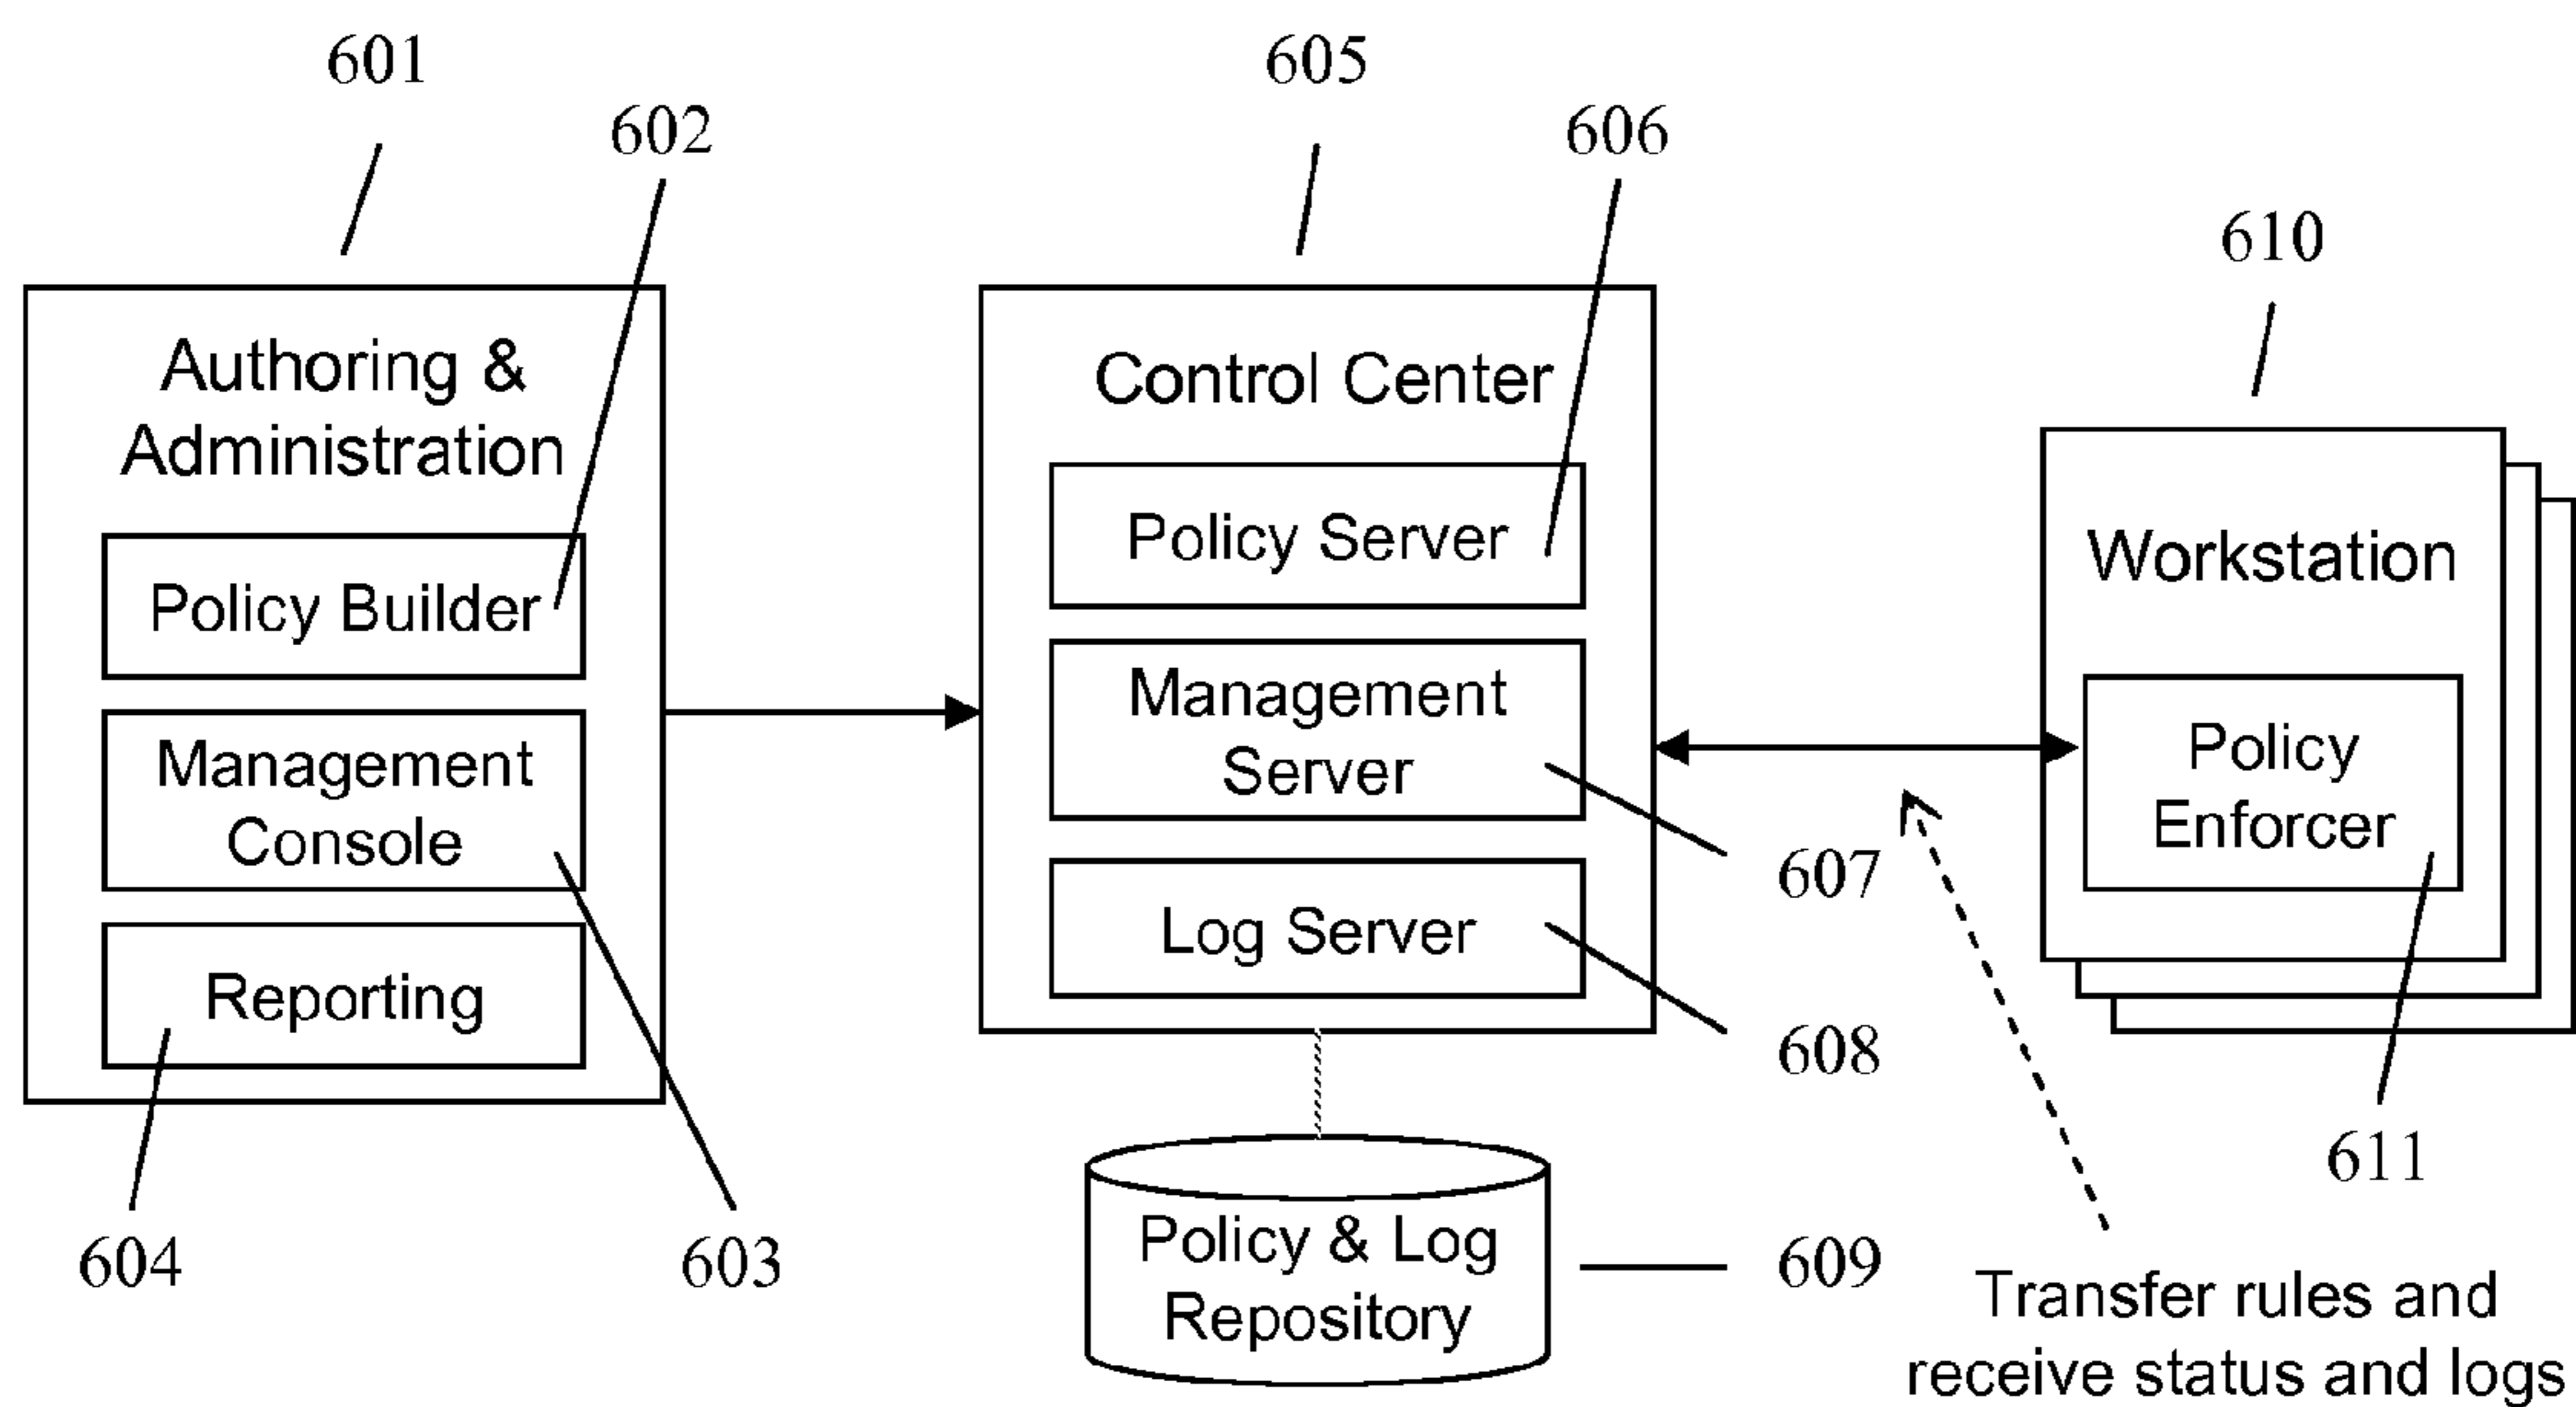 601
605
602
606
610
Authoring &
Administration
Control Center
Policy Server
Workstation
Policy Builder
Management
Server
Policy
Enforcer
Management
Console
607
Log Server
Reporting
608
611
604
603
Policy & Log
Repository
609
Transfer rules and
receive status and logs